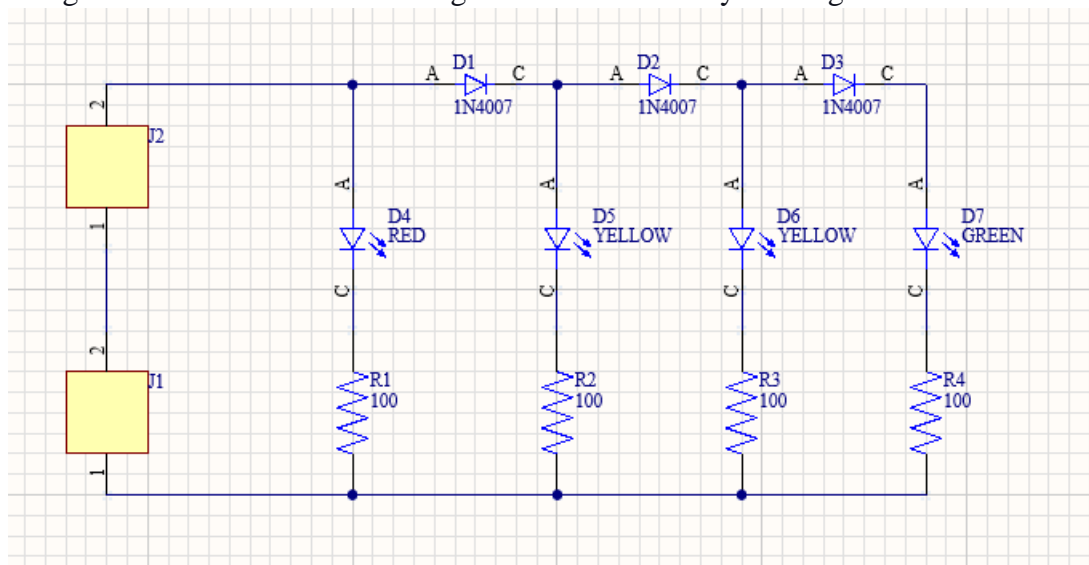 D1
D2
D3
A
C
A
C
A
C
1N4007
1N4007
1N4007
2
J2
1
A
D4
RED
C
A
D5
YELLOW
C
A
D6
YELLOW
C
A
D7
GREEN
C
2
J1
1
R1
100
R2
100
R3
100
R4
100